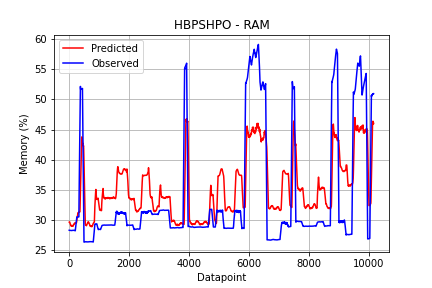 HBPSHPO - RAM
Predicted
Observed
Memory (%)
60
55
50
45
40
35
30
25
0
2000
4000
6000
8000
10000
Datapoint